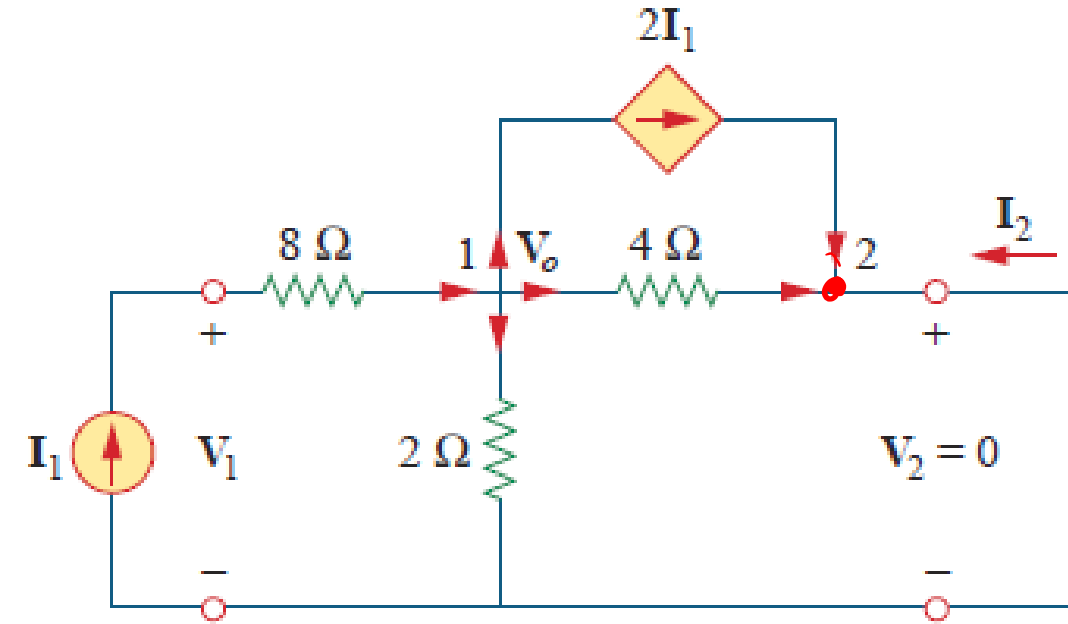 2I₁
I₂
8 Ω 1 Vₒ 4 Ω 2
+ +
I₁ V₁ 2 Ω V₂ = 0
– –